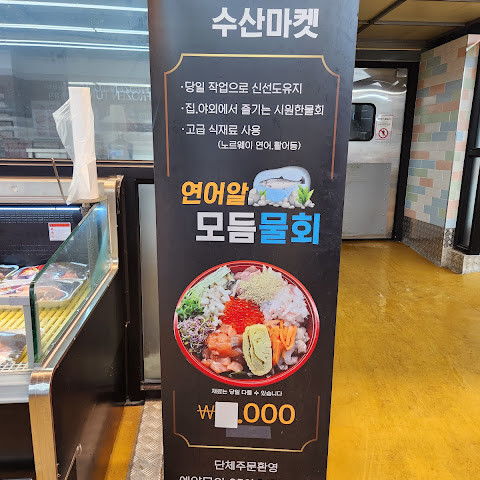 수산마켓
· 당일 작업으로 신선도유지
· 집,야외에서 즐기는 시원한물회
· 고급 식재료 사용
(노르웨이 연어,활어등)
연어알
모듬물회
재료는 당일 다를 수 있습니다
₩ ,000
단체주문환영